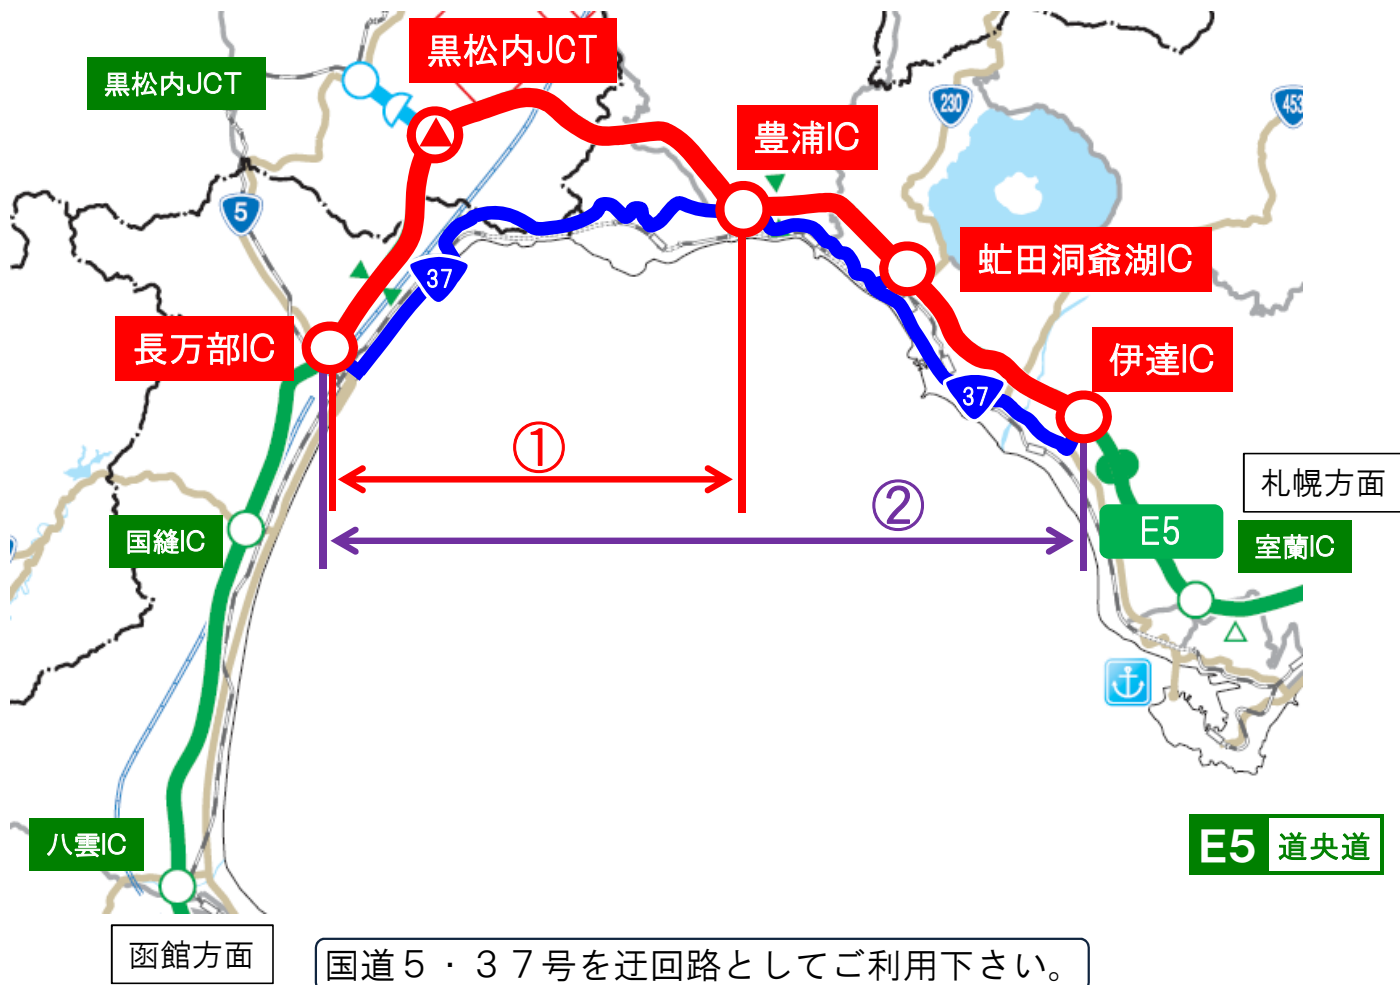 黒松内JCT
黒松内JCT
230
453
豊浦IC
5
虻田洞爺湖IC
37
長万部IC
伊達IC
37
①
札幌方面
②
E5
国縫IC
室蘭IC
八雲IC
E5 道央道
函館方面
国道５・３７号を迂回路としてご利用下さい。